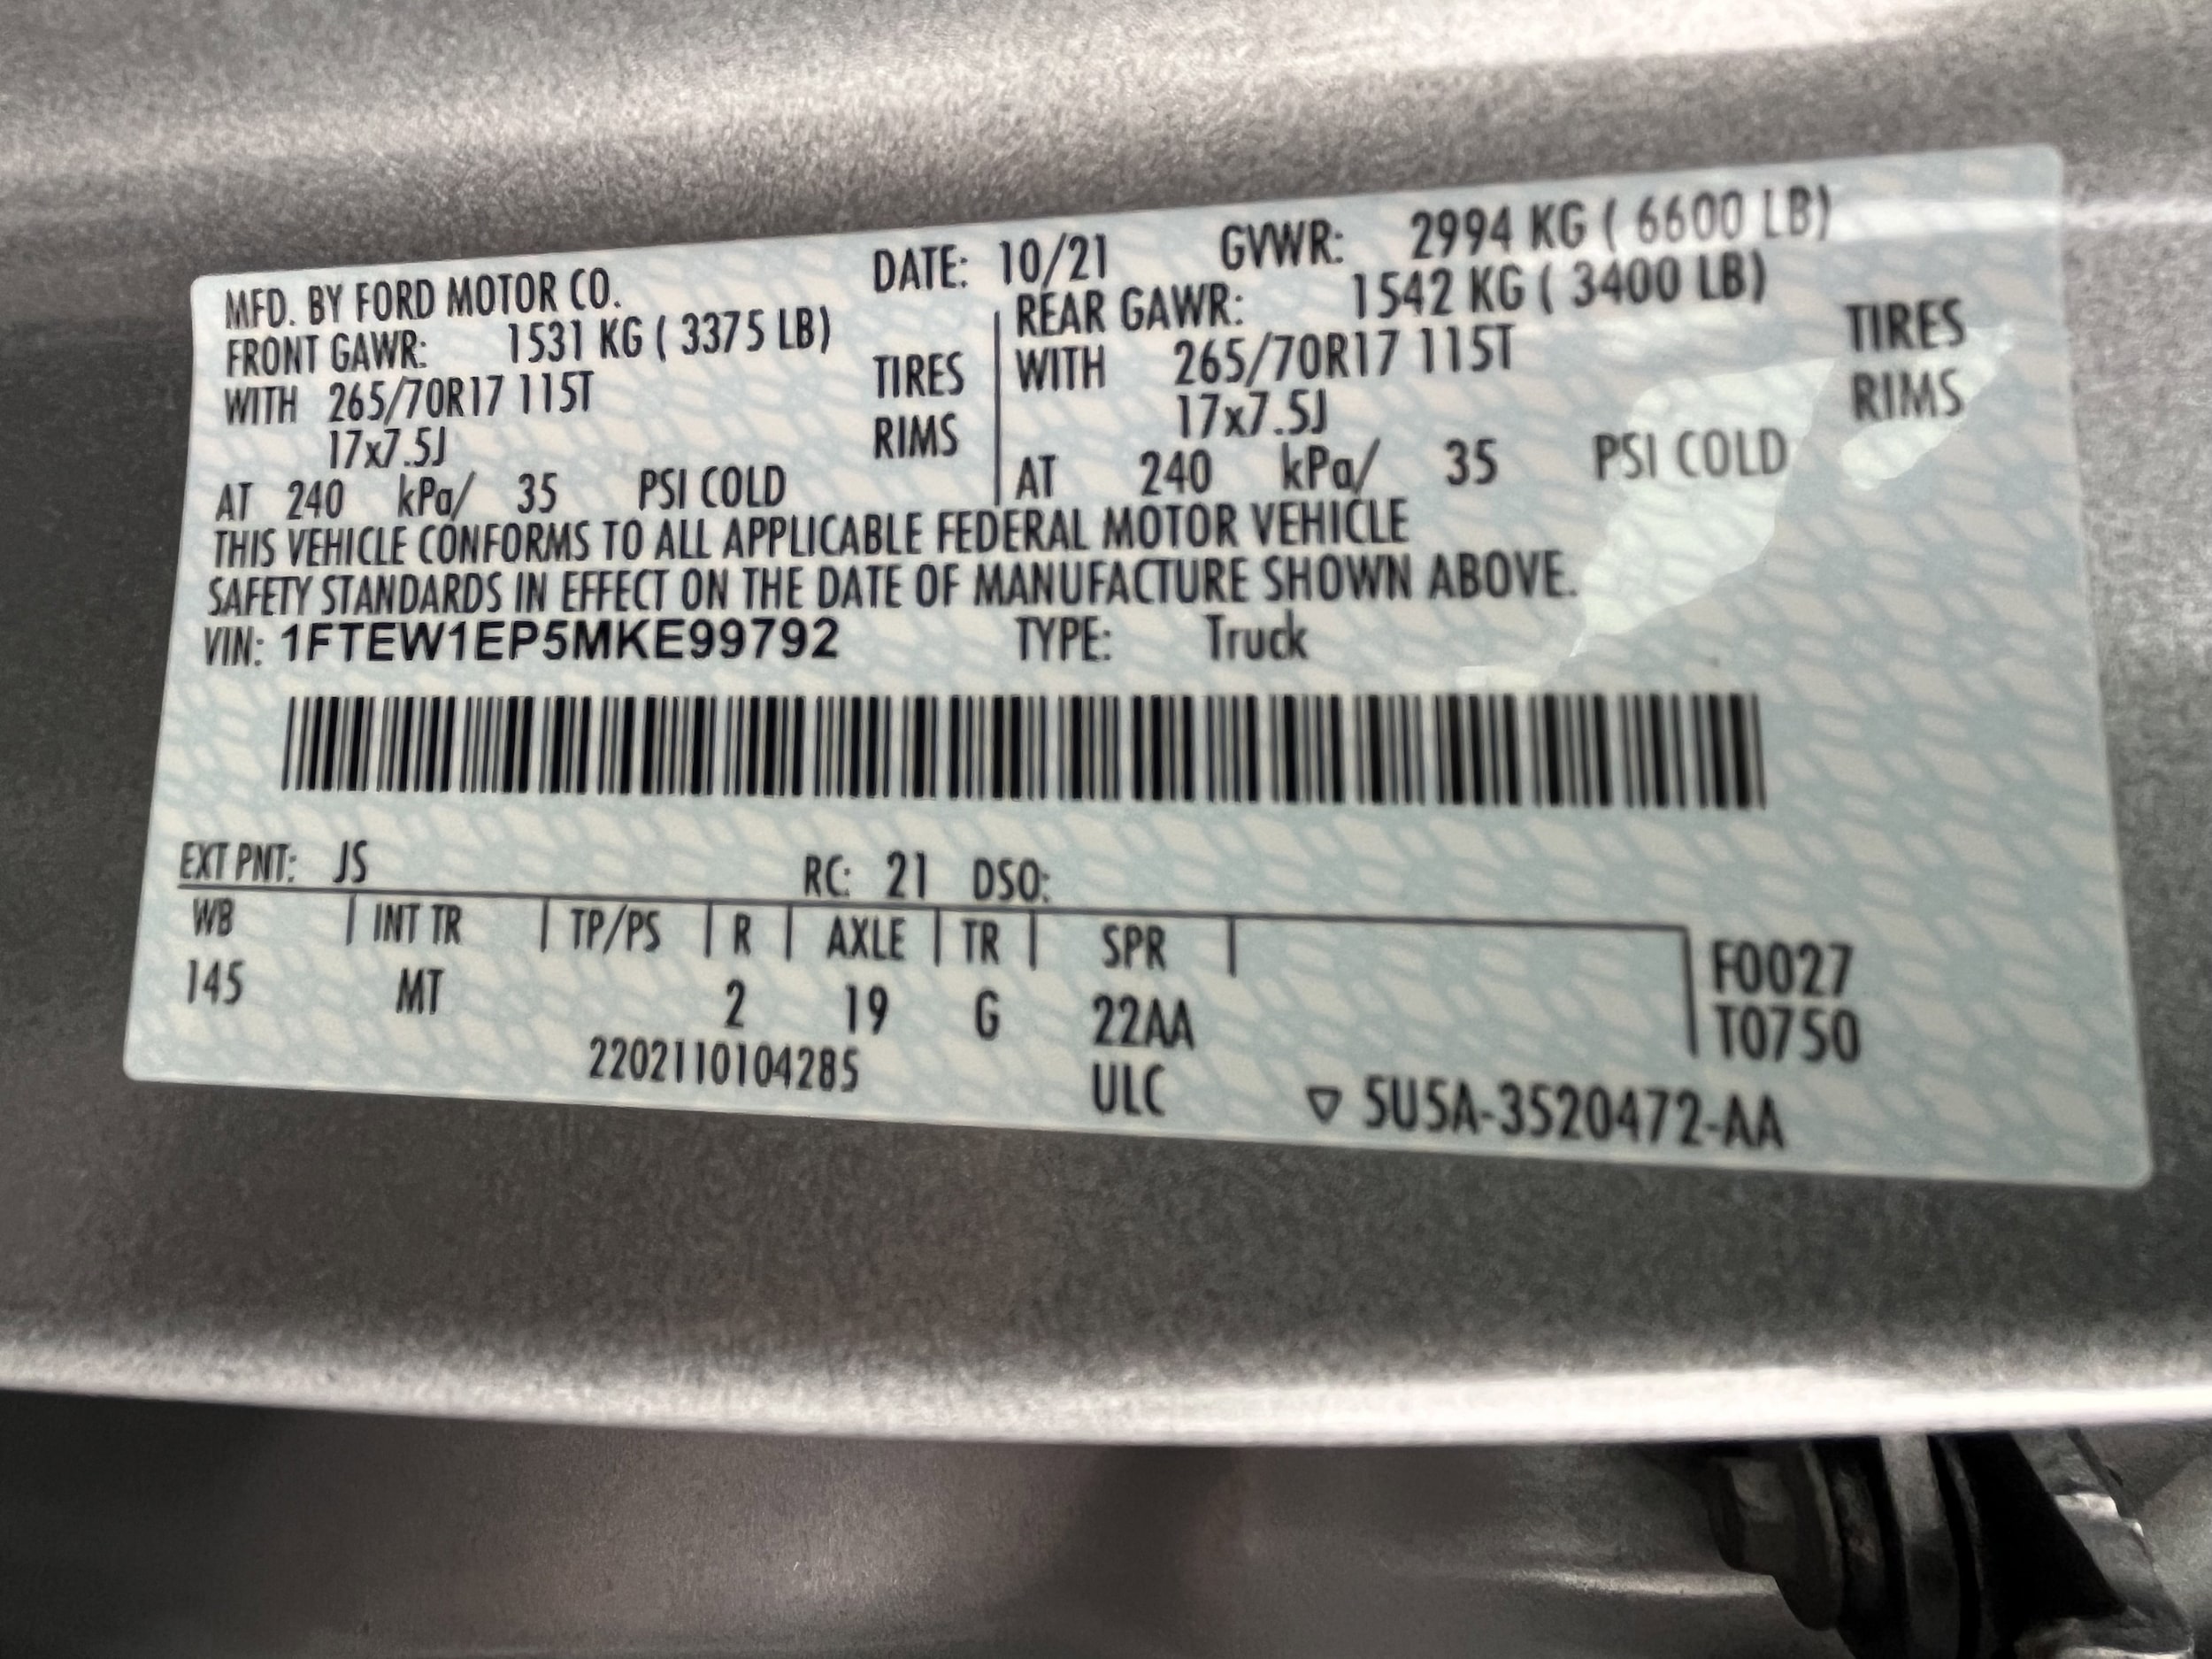 MFD. BY FORD MOTOR CO. DATE: 10/21 GVWR: 2994 KG ( 6600 LB)
FRONT GAWR: 1531 KG ( 3375 LB) REAR GAWR: 1542 KG ( 3400 LB)
WITH 265/70R17 115T TIRES WITH 265/70R17 115T TIRES
17x7.5J RIMS 17x7.5J RIMS
AT 240 kPa/ 35 PSI COLD AT 240 kPa/ 35 PSI COLD
THIS VEHICLE CONFORMS TO ALL APPLICABLE FEDERAL MOTOR VEHICLE
SAFETY STANDARDS IN EFFECT ON THE DATE OF MANUFACTURE SHOWN ABOVE.
VIN: 1FTEW1EP5MKE99792 TYPE: Truck
EXT PNT: JS RC: 21 DSO:
WB INT TR TP/PS R AXLE TR SPR F0027
145 MT 2 19 G 22AA T0750
2202110104285 ULC ▽ 5U5A-3520472-AA